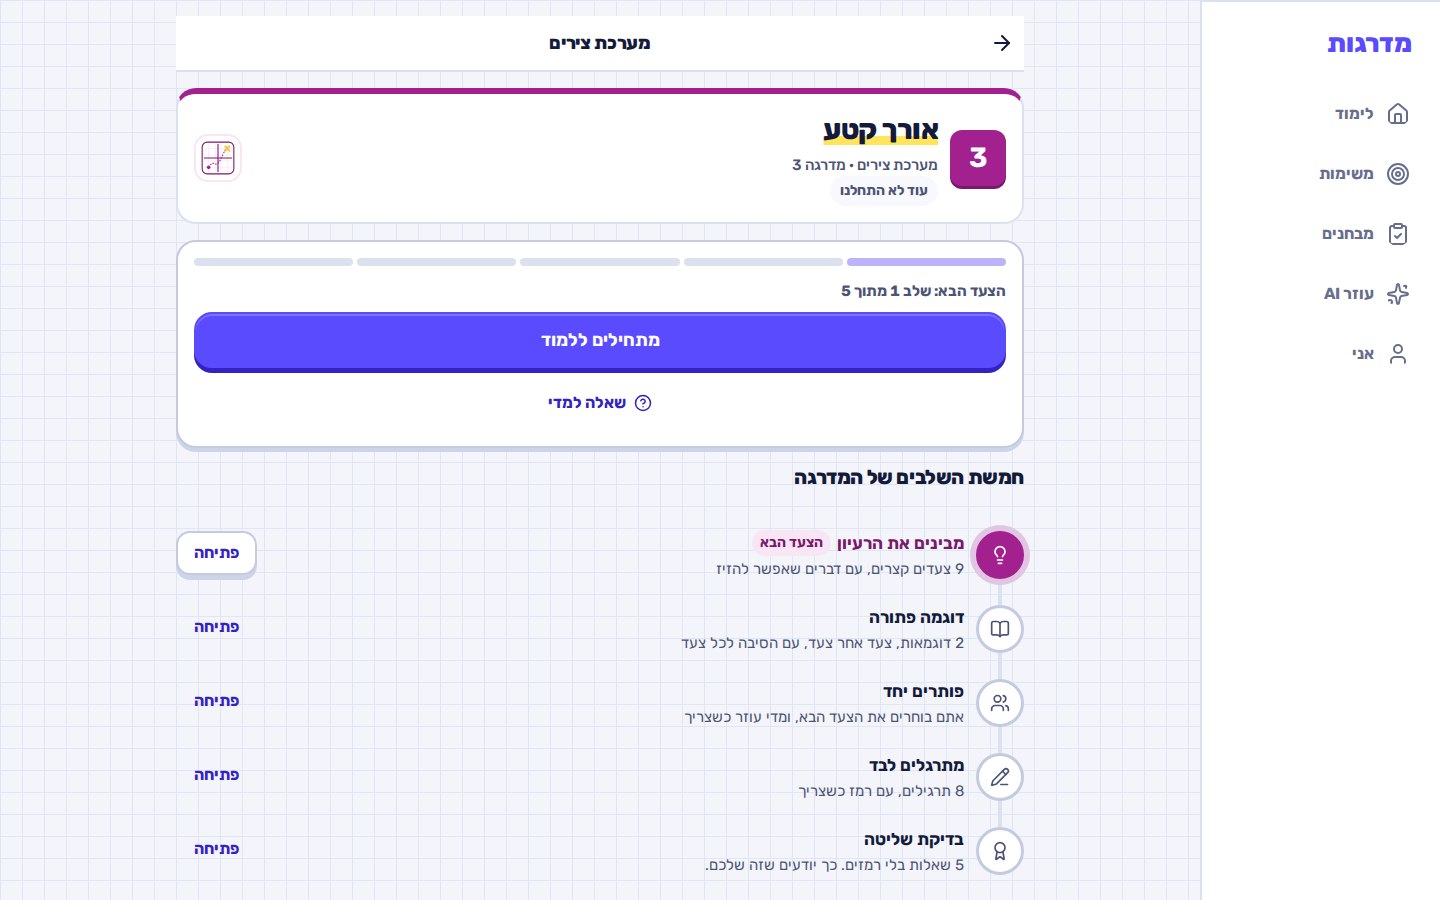 מדרגות
לימוד
משימות
מבחנים
עוזר AI
אני
מערכת צירים
3
אורך קטע
מערכת צירים • מדרגה 3
עוד לא התחלנו
הצעד הבא: שלב 1 מתוך 5
מתחילים ללמוד
שאלה למדי
חמשת השלבים של המדרגה
מבינים את הרעיון
הצעד הבא
9 צעדים קצרים, עם דברים שאפשר להזיז
פתיחה
דוגמה פתורה
2 דוגמאות, צעד אחר צעד, עם הסיבה לכל צעד
פתיחה
פותרים יחד
אתם בוחרים את הצעד הבא, ומדי עוזר כשצריך
פתיחה
מתרגלים לבד
8 תרגילים, עם רמז כשצריך
פתיחה
בדיקת שליטה
5 שאלות בלי רמזים. כך יודעים שזה שלכם.
פתיחה